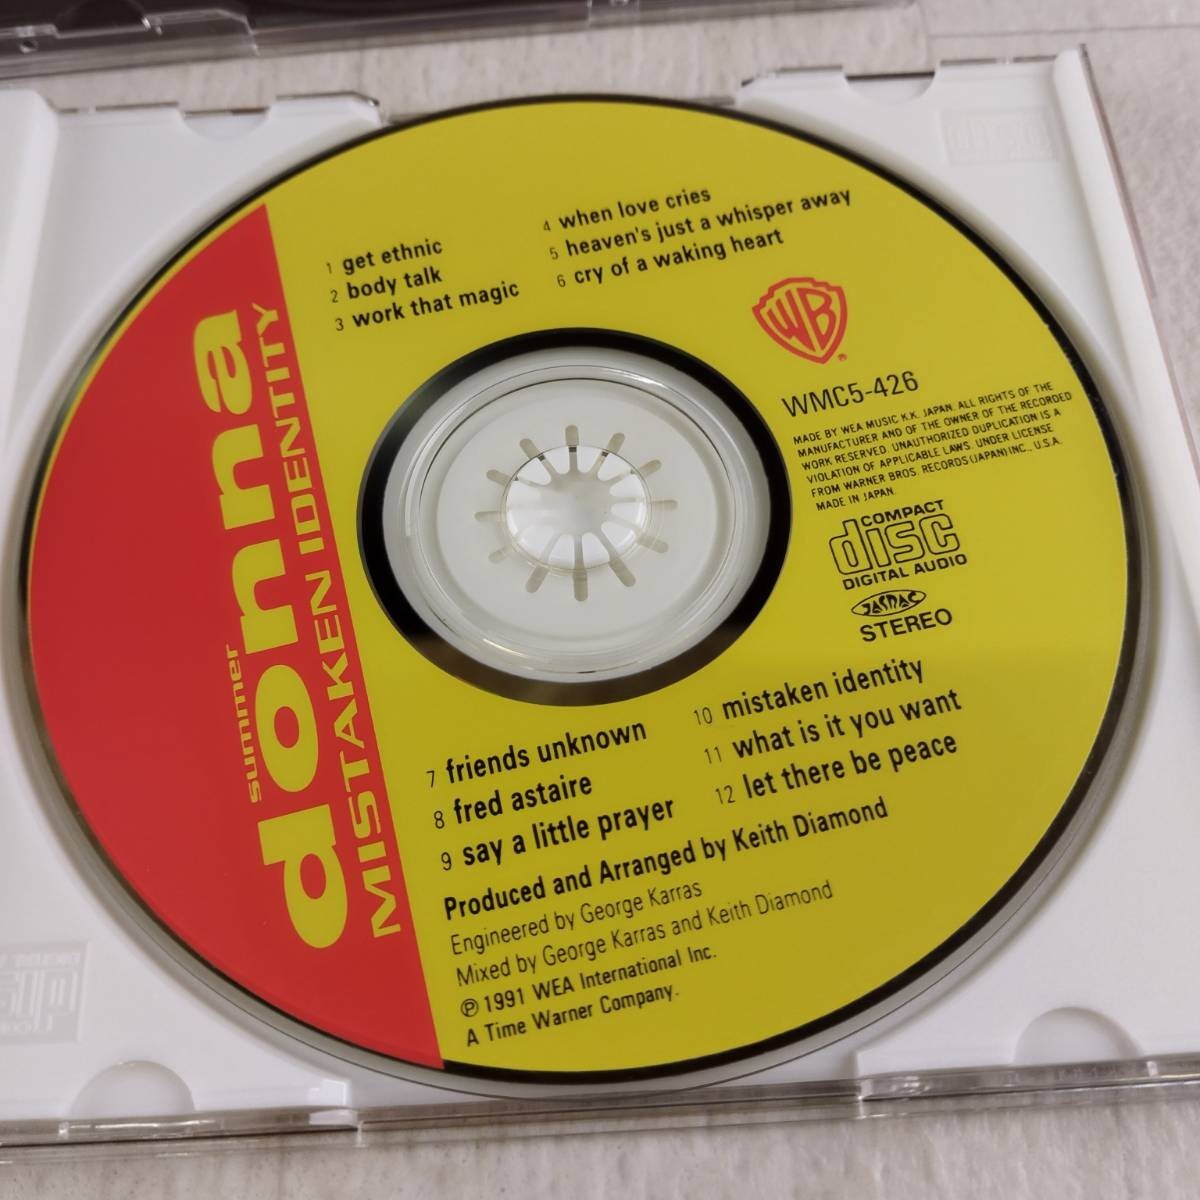 summer
donna
MISTAKEN IDENTITY
1 get ethnic
2 body talk
3 work that magic
4 when love cries
5 heaven's just a whisper away
6 cry of a waking heart
WB
®
WMC5-426
MADE BY WEA MUSIC K.K. JAPAN. ALL RIGHTS OF THE
MANUFACTURER AND OF THE OWNER OF THE RECORDED
WORK RESERVED. UNAUTHORIZED DUPLICATION IS A
VIOLATION OF APPLICABLE LAWS. UNDER LICENSE
FROM WARNER BROS. RECORDS (JAPAN) INC., U.S.A.
MADE IN JAPAN.
COMPACT
disc
DIGITAL AUDIO
JASRAC
STEREO
7 friends unknown
8 fred astaire
9 say a little prayer
10 mistaken identity
11 what is it you want
12 let there be peace
Produced and Arranged by Keith Diamond
Engineered by George Karras
Mixed by George Karras and Keith Diamond
℗ 1991 WEA International Inc.
A Time Warner Company.